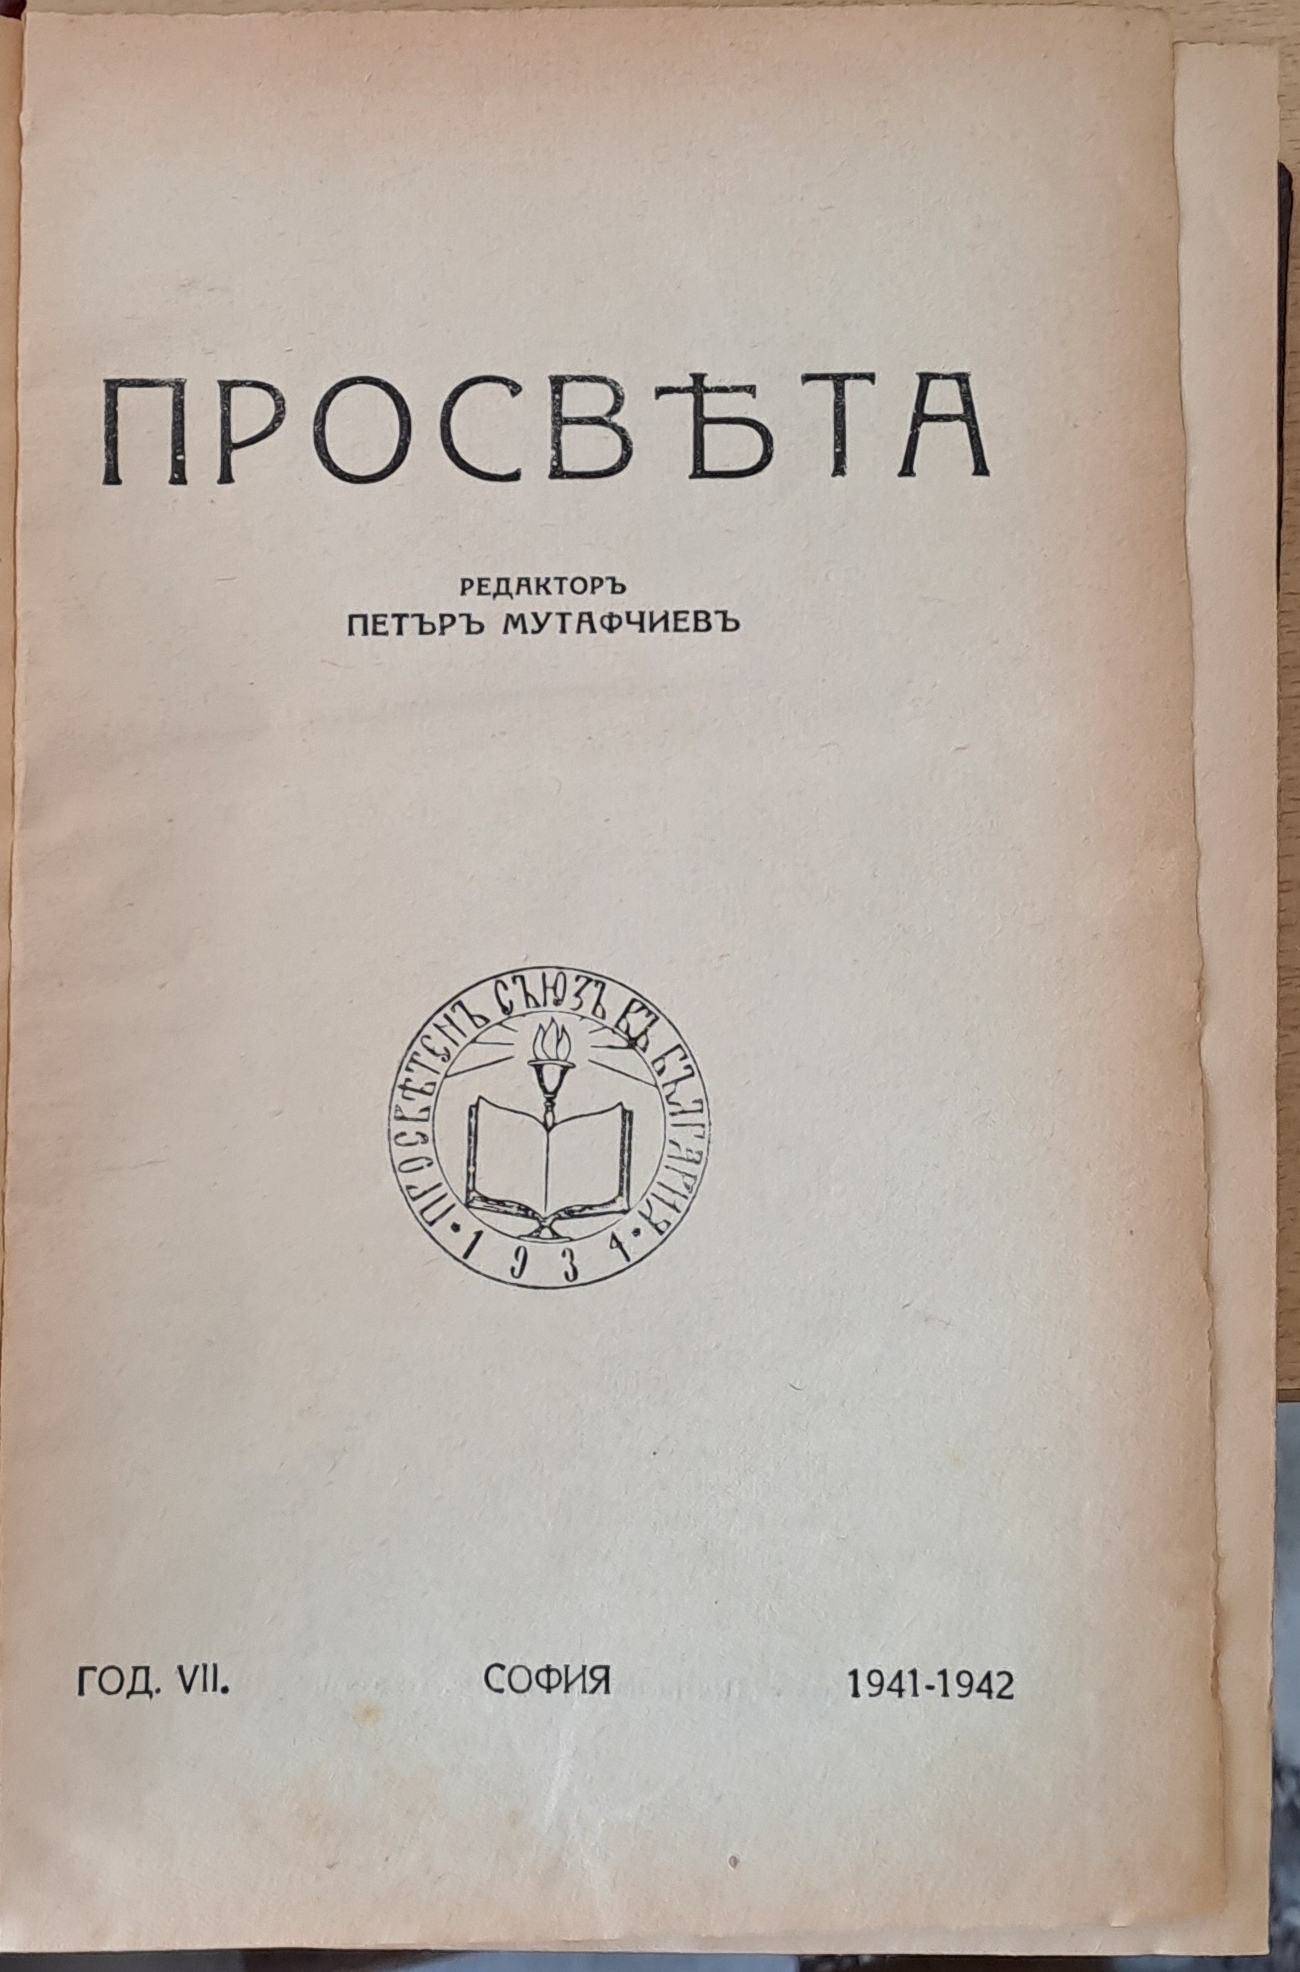 ПРОСВѢТА
РЕДАКТОРЪ
ПЕТЪРЪ МУТАФЧИЕВЪ
ПРОСВѢТЕНЪ СЪЮЗЪ ВЪ БЪЛГАРИЯ
1934
ГОД. VII. СОФИЯ 1941-1942